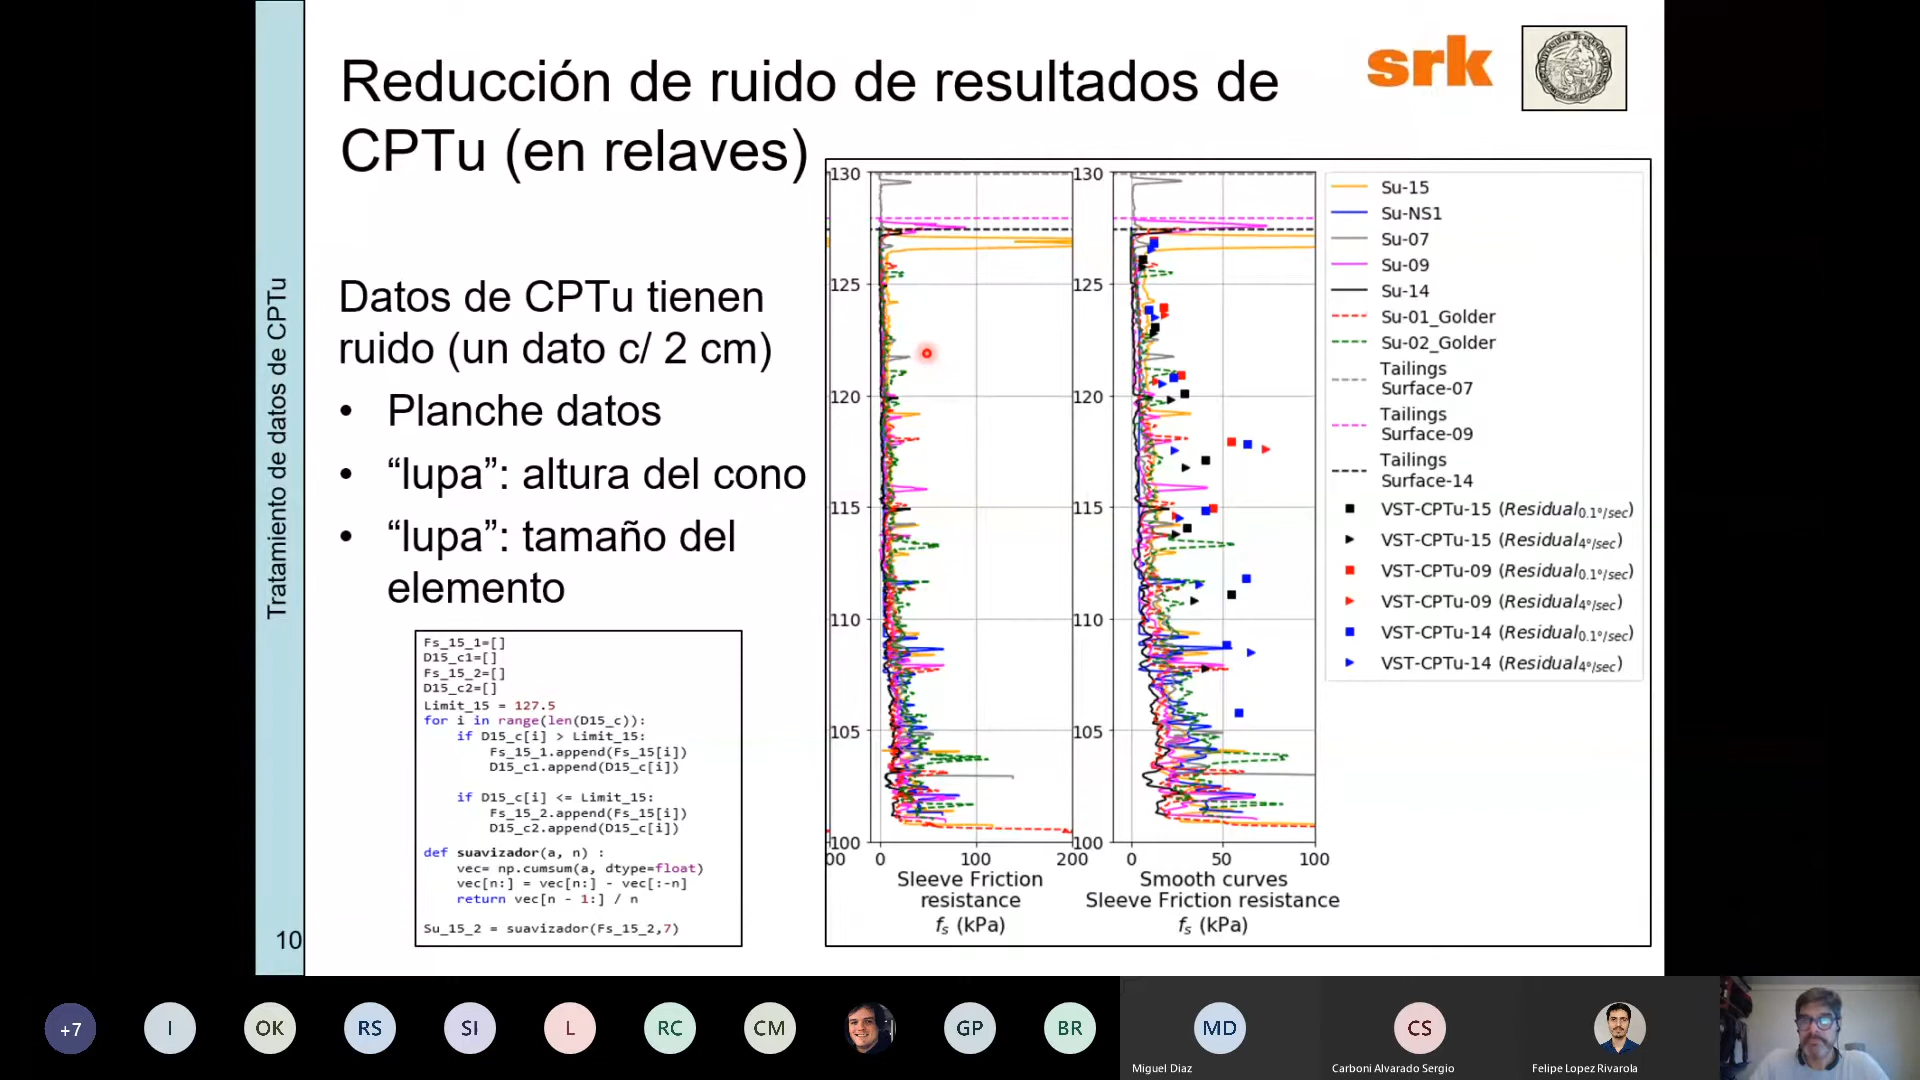 Reducción de ruido de resultados de
CPTu (en relaves)
srk
Tratamiento de datos de CPTu
10
Datos de CPTu tienen
ruido (un dato c/ 2 cm)
• Planche datos
• “lupa”: altura del cono
• “lupa”: tamaño del
elemento
Fs_15_1=[]
D15_c1=[]
Fs_15_2=[]
D15_c2=[]
Limit_15 = 127.5
for i in range(len(D15_c)):
if D15_c[i] > Limit_15:
Fs_15_1.append(Fs_15[i])
D15_c1.append(D15_c[i])
if D15_c[i] <= Limit_15:
Fs_15_2.append(Fs_15[i])
D15_c2.append(D15_c[i])
def suavizador(a, n) :
vec= np.cumsum(a, dtype=float)
vec[n:] = vec[n:] - vec[:-n]
return vec[n - 1:] / n
Su_15_2 = suavizador(Fs_15_2,7)
130
125
120
115
110
105
100
00 0 100 200
Sleeve Friction
resistance
fs (kPa)
130
125
120
115
110
105
100
0 50 100
Smooth curves
Sleeve Friction resistance
fs (kPa)
Su-15
Su-NS1
Su-07
Su-09
Su-14
Su-01_Golder
Su-02_Golder
Tailings
Surface-07
Tailings
Surface-09
Tailings
Surface-14
VST-CPTu-15 (Residual0.1°/sec)
VST-CPTu-15 (Residual4°/sec)
VST-CPTu-09 (Residual0.1°/sec)
VST-CPTu-09 (Residual4°/sec)
VST-CPTu-14 (Residual0.1°/sec)
VST-CPTu-14 (Residual4°/sec)
+7 I OK RS SI L RC CM GP BR MD CS
Miguel Diaz
Carboni Alvarado Sergio
Felipe Lopez Rivarola